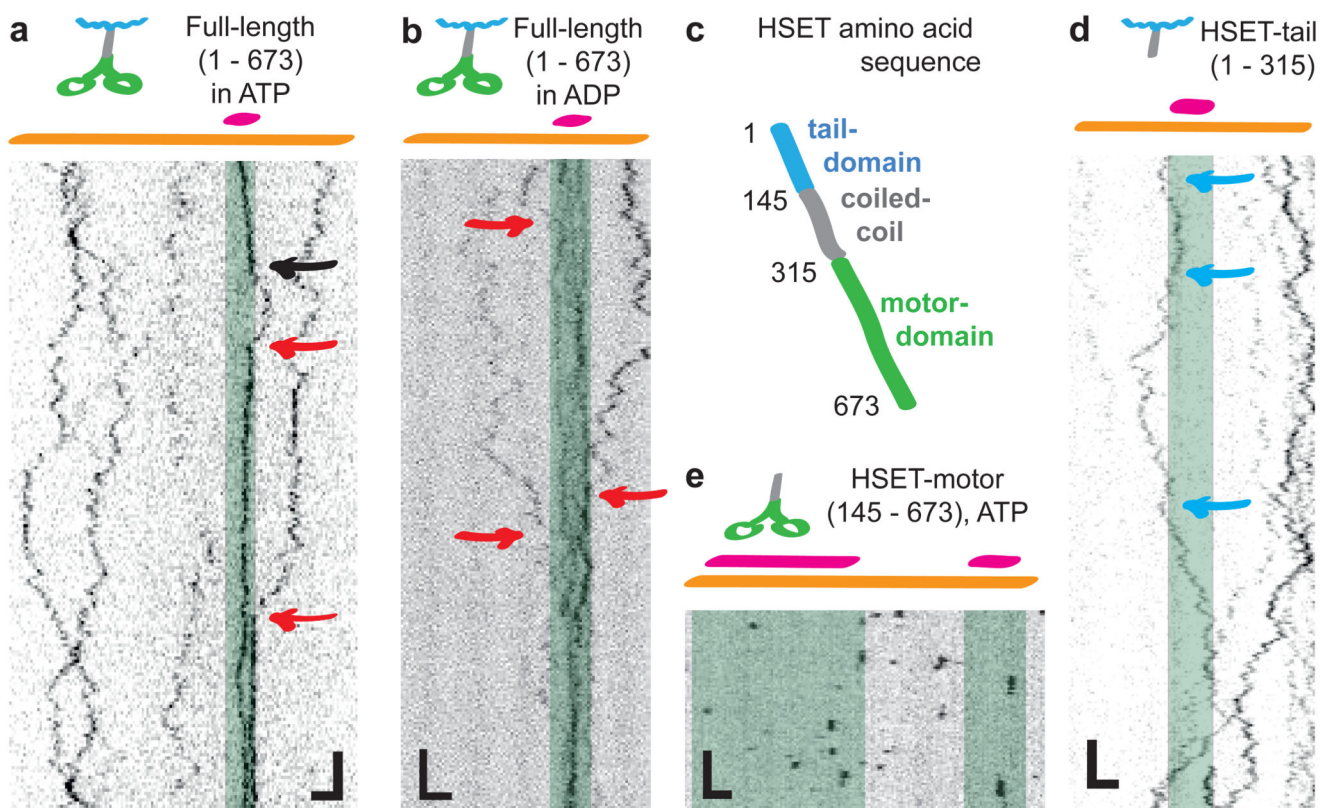 a
Full-length
(1 - 673)
in ATP
b
Full-length
(1 - 673)
in ADP
c
HSET amino acid
sequence
1
tail-
domain
145
coiled-
coil
315
motor-
domain
673
d
HSET-tail
(1 - 315)
e
HSET-motor
(145 - 673), ATP